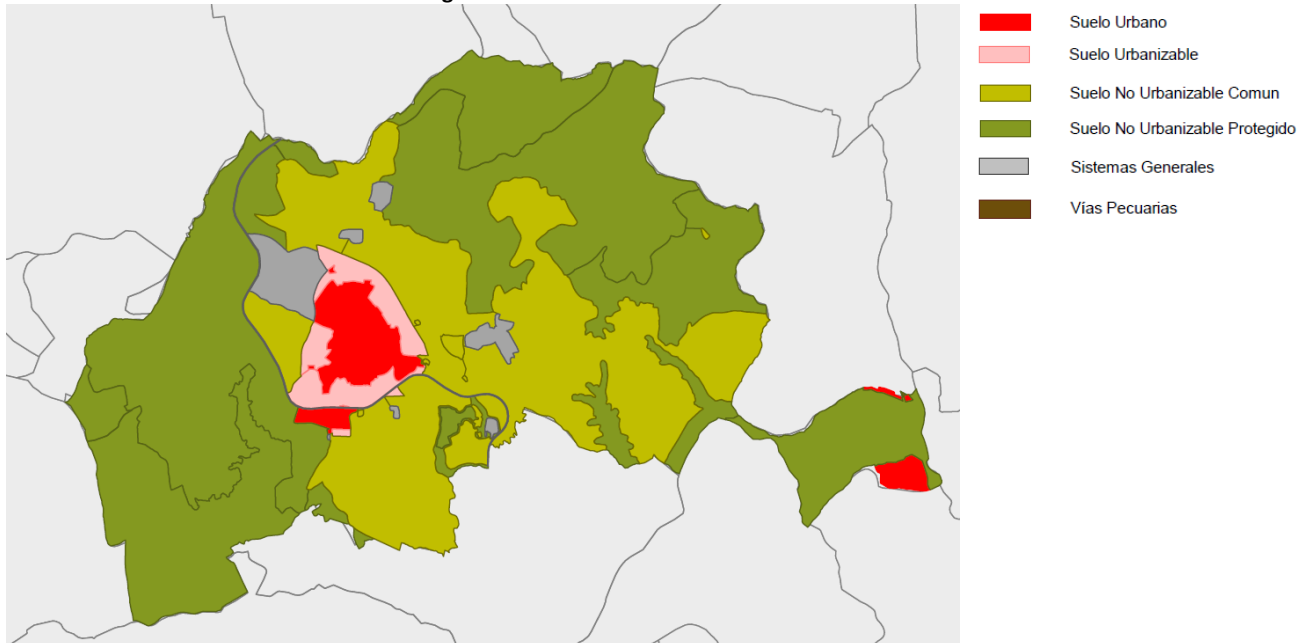 Suelo Urbano
Suelo Urbanizable
Suelo No Urbanizable Comun
Suelo No Urbanizable Protegido
Sistemas Generales
Vías Pecuarias